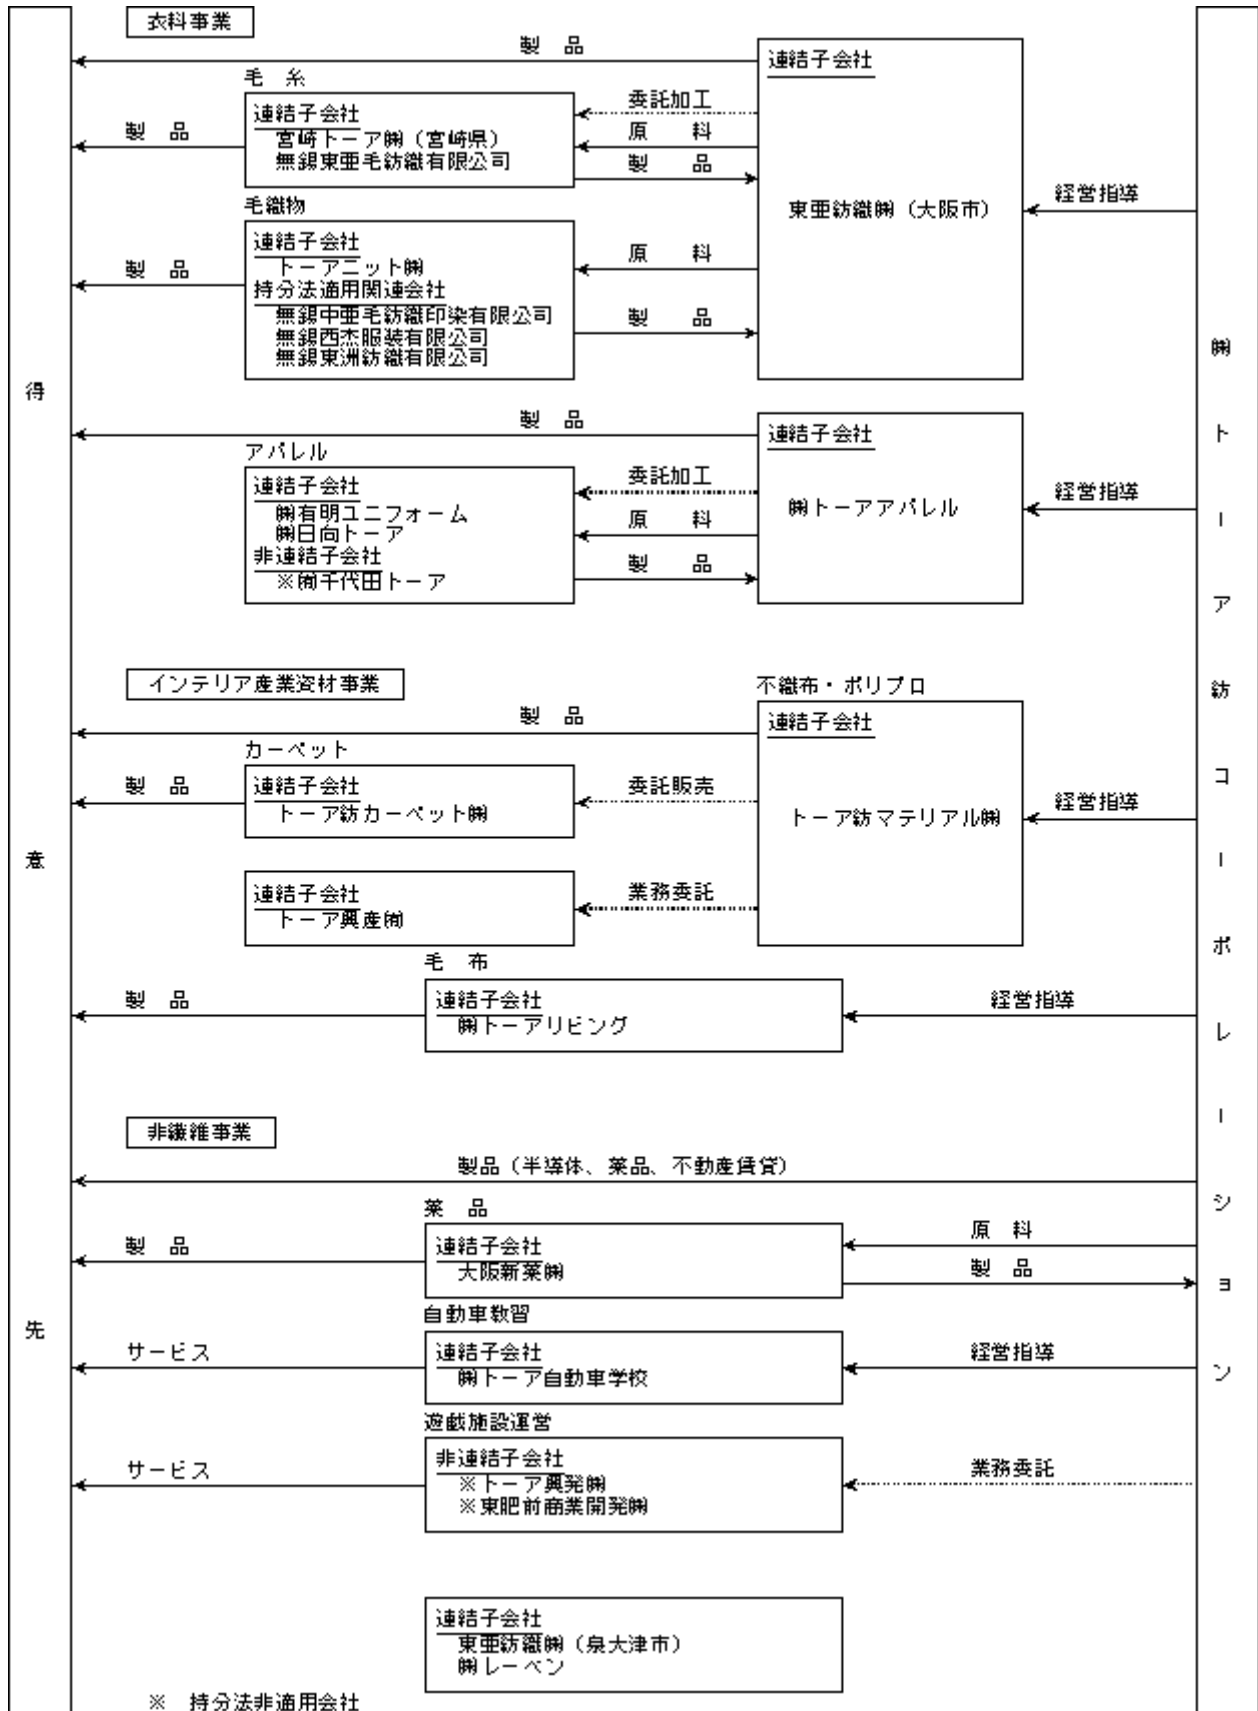 衣料事業
製　品
連結子会社
東亜紡織㈱（大阪市）
毛　糸
連結子会社
宮崎トーア㈱（宮崎県）
無錫東亜毛紡織有限公司
製　品
委託加工
原　料
製　品
経営指導
毛織物
連結子会社
トーアニット㈱
持分法適用関連会社
無錫中亜毛紡織印染有限公司
無錫西杰服装有限公司
無錫東洲紡織有限公司
製　品
原　料
製　品
製　品
連結子会社
㈱トーアアパレル
アパレル
連結子会社
㈱有明ユニフォーム
㈱日向トーア
非連結子会社
※㈲千代田トーア
委託加工
原　料
製　品
経営指導
インテリア産業資材事業
製　品
不織布・ポリプロ
連結子会社
トーア紡マテリアル㈱
カーペット
連結子会社
トーア紡カーペット㈱
製　品
委託販売
経営指導
連結子会社
トーア興産㈲
業務委託
毛　布
連結子会社
㈱トーアリビング
製　品
経営指導
非繊維事業
製品（半導体、薬品、不動産賃貸）
薬　品
連結子会社
大阪新薬㈱
製　品
原　料
製　品
自動車教習
連結子会社
㈱トーア自動車学校
サービス
経営指導
遊戯施設運営
非連結子会社
※トーア興発㈱
※東肥前商業開発㈱
サービス
業務委託
連結子会社
東亜紡織㈱（泉大津市）
㈱レーベン
※　持分法非適用会社
得意先
㈱トーア紡コーポレーション